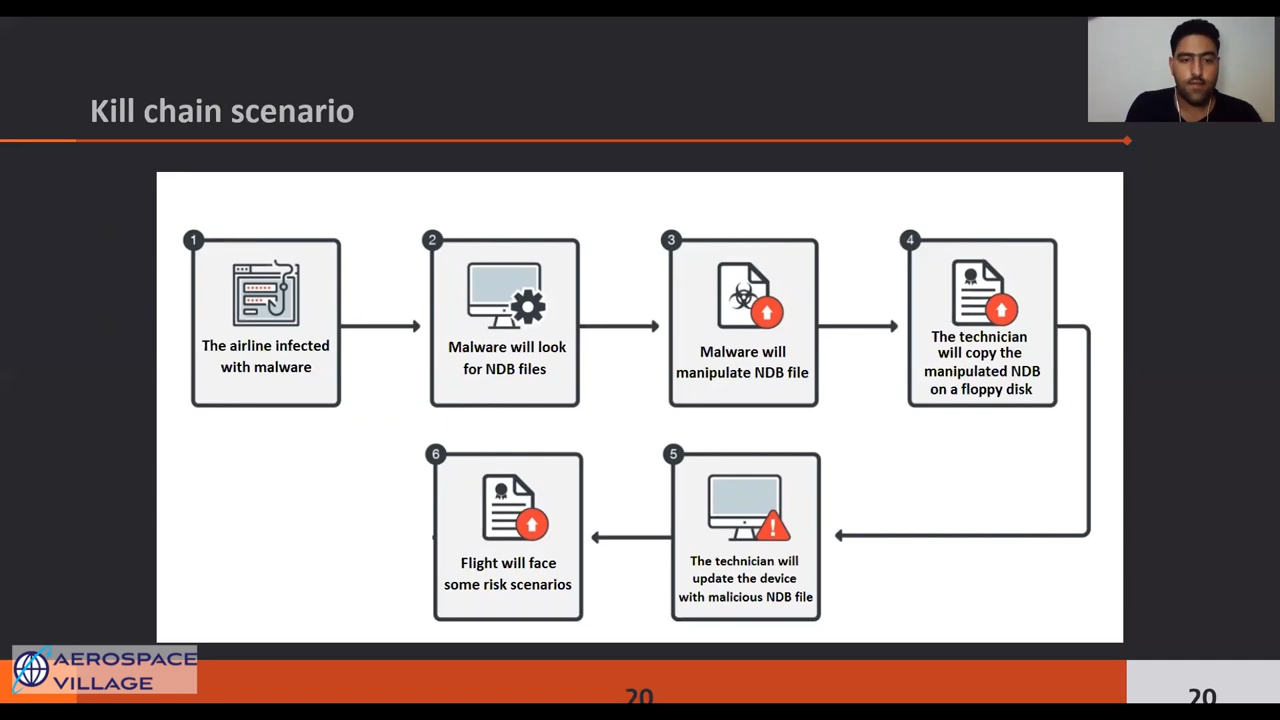 Kill chain scenario
1
The airline infected
with malware
2
Malware will look
for NDB files
3
Malware will
manipulate NDB file
4
The technician
will copy the
manipulated NDB
on a floppy disk
5
The technician will
update the device
with malicious NDB file
6
Flight will face
some risk scenarios
AEROSPACE
VILLAGE
20
20